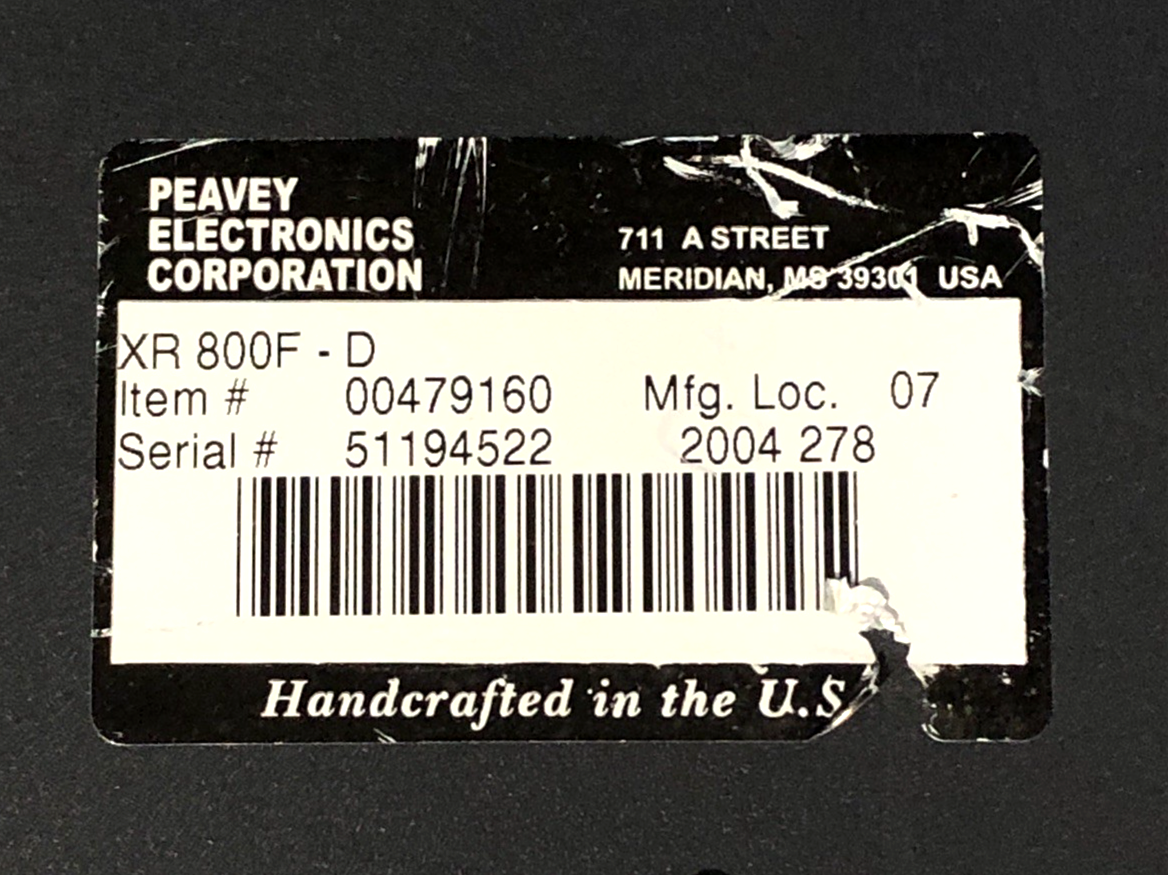 PEAVEY
ELECTRONICS
CORPORATION
711 A STREET
MERIDIAN, MS 39301 USA
XR 800F - D
Item # 00479160 Mfg. Loc. 07
Serial # 51194522 2004 278
Handcrafted in the U.S